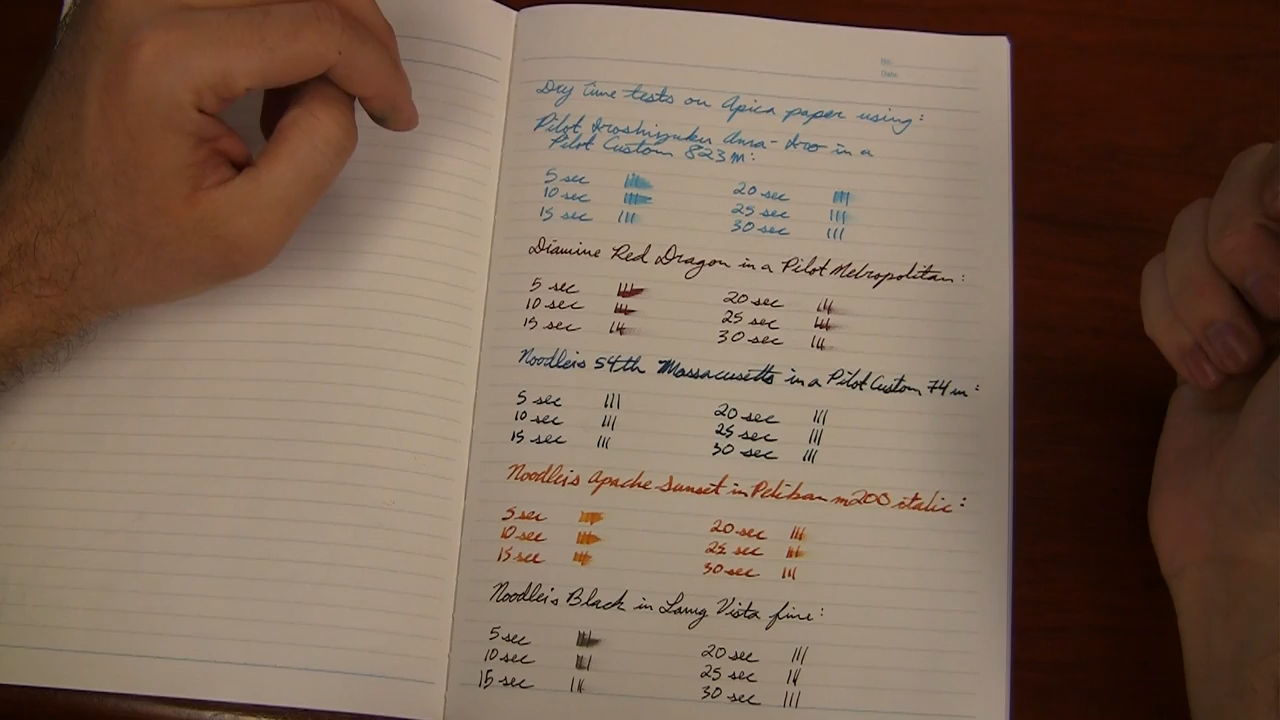 No.
Date
Dry time tests on Apica paper using:
Pilot Iroshizuku Ama-Iro in a
Pilot Custom 823 M:
5 sec 20 sec
10 sec 25 sec
15 sec 30 sec
Diamine Red Dragon in a Pilot Metropolitan:
5 sec 20 sec
10 sec 25 sec
15 sec 30 sec
Noodler's 54th Massacusetts in a Pilot Custom 74 m:
5 sec 20 sec
10 sec 25 sec
15 sec 30 sec
Noodler's Apache Sunset in Pelikan m200 italic:
5 sec 20 sec
10 sec 25 sec
15 sec 30 sec
Noodler's Black in Lamy Vista fine:
5 sec 20 sec
10 sec 25 sec
15 sec 30 sec